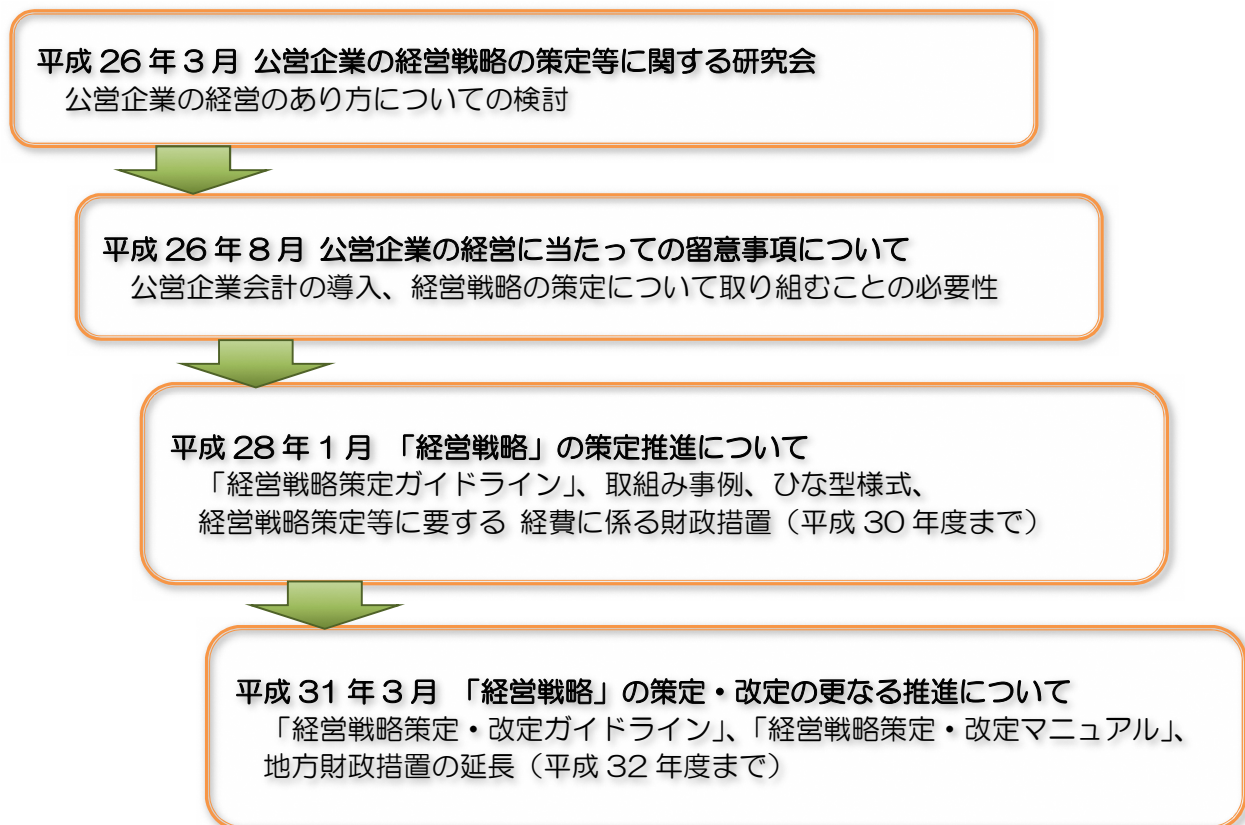 平成 26 年 3 月 公営企業の経営戦略の策定等に関する研究会
公営企業の経営のあり方についての検討
平成 26 年 8 月 公営企業の経営に当たっての留意事項について
公営企業会計の導入、経営戦略の策定について取り組むことの必要性
平成 28 年 1 月 「経営戦略」の策定推進について
「経営戦略策定ガイドライン」、取組み事例、ひな型様式、
経営戦略策定等に要する 経費に係る財政措置（平成 30 年度まで）
平成 31 年 3 月 「経営戦略」の策定・改定の更なる推進について
「経営戦略策定・改定ガイドライン」、「経営戦略策定・改定マニュアル」、
地方財政措置の延長（平成 32 年度まで）